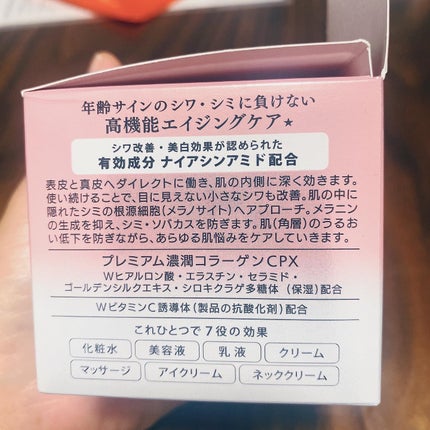 年齢サインのシワ・シミに負けない
高機能エイジングケア★
シワ改善・美白効果が認められた
有効成分 ナイアシンアミド配合
表皮と真皮へダイレクトに働き、肌の内側に深く効きます。
使い続けることで、目に見えない小さなシワも改善。肌の中に
隠れたシミの根源細胞(メラノサイト)へアプローチ。メラニン
の生成を抑え、シミ・ソバカスを防ぎます。肌(角層)のうるお
い低下を防ぎながら、あらゆる肌悩みをケアしていきます。
プレミアム濃潤コラーゲンCPX
Wヒアルロン酸・エラスチン・セラミド・
ゴールデンシルクエキス・シロキクラゲ多糖体(保湿)配合
WビタミンC誘導体(製品の抗酸化剤)配合
これひとつで7役の効果
化粧水 美容液 乳液 クリーム
マッサージ アイクリーム ネッククリーム